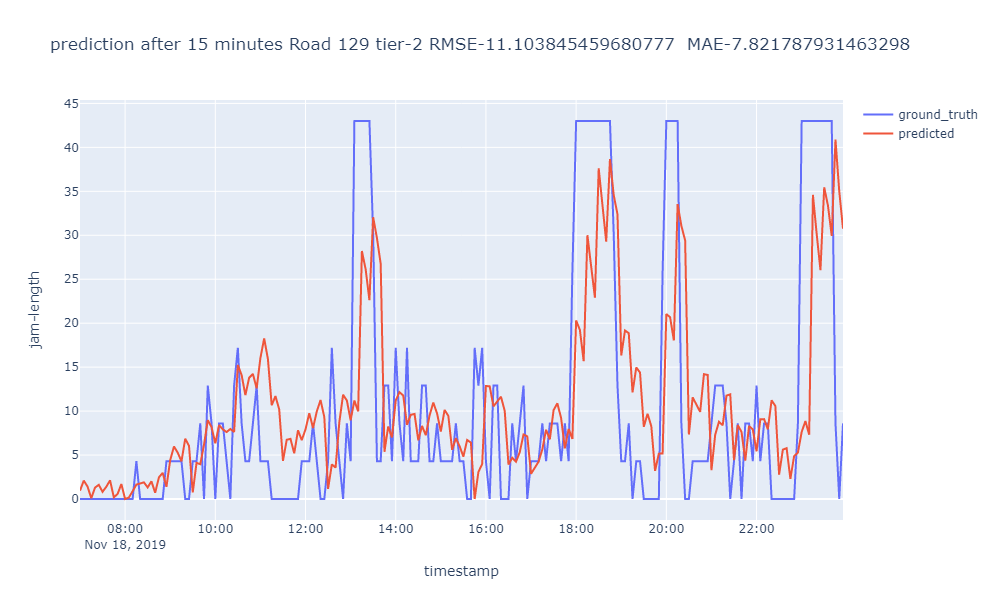 prediction after 15 minutes Road 129 tier-2 RMSE-11.103845459680777  MAE-7.821787931463298
ground_truth
predicted
45
40
35
30
25
20
15
10
5
0
jam-length
08:00 10:00 12:00 14:00 16:00 18:00 20:00 22:00
Nov 18, 2019
timestamp